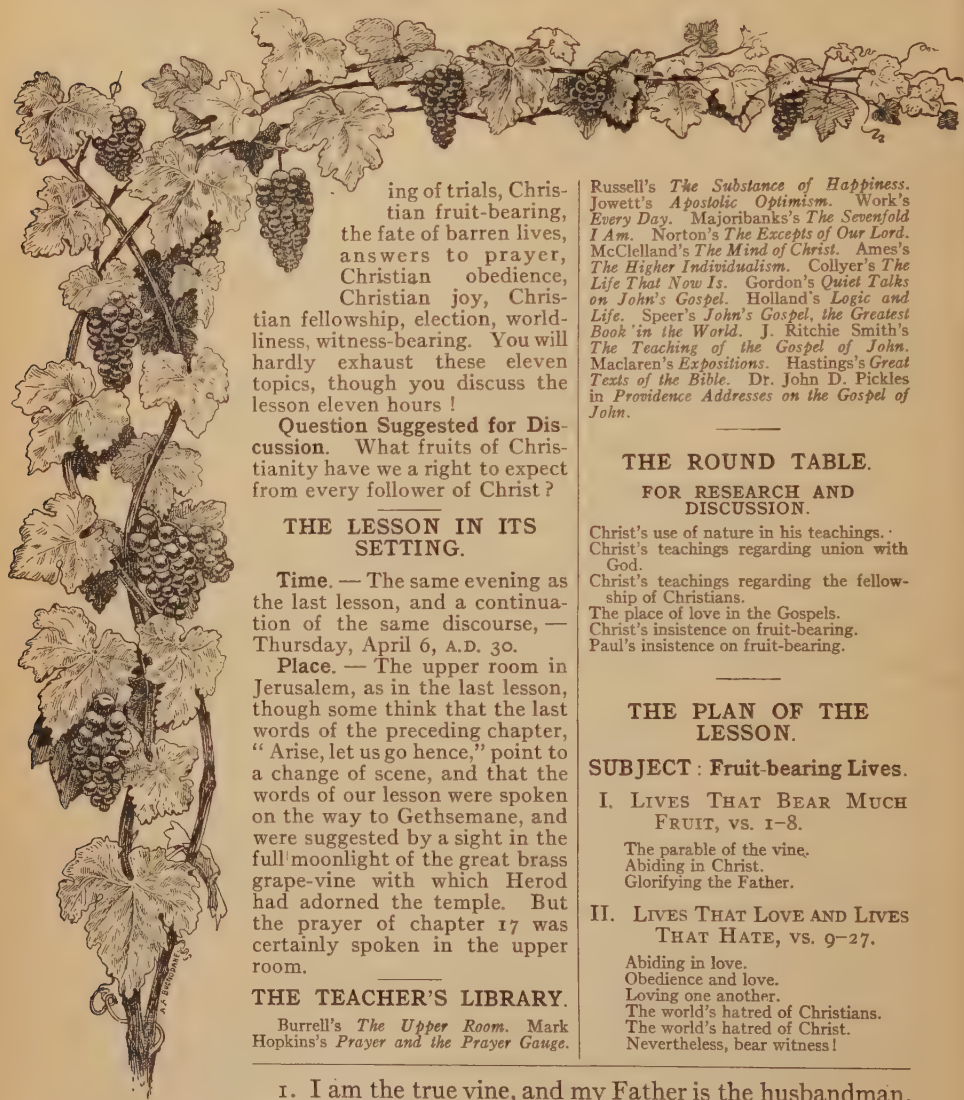 ing of trials, Chris-
tian fruit-bearing,
the fate of barren lives,
answers to prayer,
Christian obedience,
Christian joy, Chris-
tian fellowship, election, world-
liness, witness-bearing. You will
hardly exhaust these eleven
topics, though you discuss the
lesson eleven hours !
Question Suggested for Dis-
cussion. What fruits of Chris-
tianity have we a right to expect
from every follower of Christ ?
THE LESSON IN ITS
SETTING.
Time. — The same evening as
the last lesson, and a continua-
tion of the same discourse, —
Thursday, April 6, A.D. 30.
Place. — The upper room in
Jerusalem, as in the last lesson,
though some think that the last
words of the preceding chapter,
“ Arise, let us go hence,” point to
a change of scene, and that the
words of our lesson were spoken
on the way to Gethsemane, and
were suggested by a sight in the
full moonlight of the great brass
grape-vine with which Herod
had adorned the temple. But
the prayer of chapter 17 was
certainly spoken in the upper
room.
THE TEACHER'S LIBRARY.
Burrell's The Upper Room. Mark
Hopkins's Prayer and the Prayer Gauge.
Russell's The Substance of Happiness.
Jowett's Apostolic Optimism. Work's
Every Day. Majoribanks's The Sevenfold
I Am. Norton's The Excepts of Our Lord.
McClelland's The Mind of Christ. Ames's
The Higher Individualism. Collyer's The
Life That Now Is. Gordon's Quiet Talks
on John's Gospel. Holland's Logic and
Life. Speer's John's Gospel, the Greatest
Book in the World. J. Ritchie Smith's
The Teaching of the Gospel of John.
Maclaren's Expositions. Hastings's Great
Texts of the Bible. Dr. John D. Pickles
in Providence Addresses on the Gospel of
John.
THE ROUND TABLE.
FOR RESEARCH AND
DISCUSSION.
Christ's use of nature in his teachings.
Christ's teachings regarding union with
God.
Christ's teachings regarding the fellow-
ship of Christians.
The place of love in the Gospels.
Christ's insistence on fruit-bearing.
Paul's insistence on fruit-bearing.
THE PLAN OF THE
LESSON.
SUBJECT : Fruit-bearing Lives.
I. LIVES THAT BEAR MUCH
FRUIT, vs. 1–8.
The parable of the vine.
Abiding in Christ.
Glorifying the Father.
II. LIVES THAT LOVE AND LIVES
THAT HATE, vs. 9–27.
Abiding in love.
Obedience and love.
Loving one another.
The world's hatred of Christians.
The world's hatred of Christ.
Nevertheless, bear witness !
1. I am the true vine, and my Father is the husbandman.